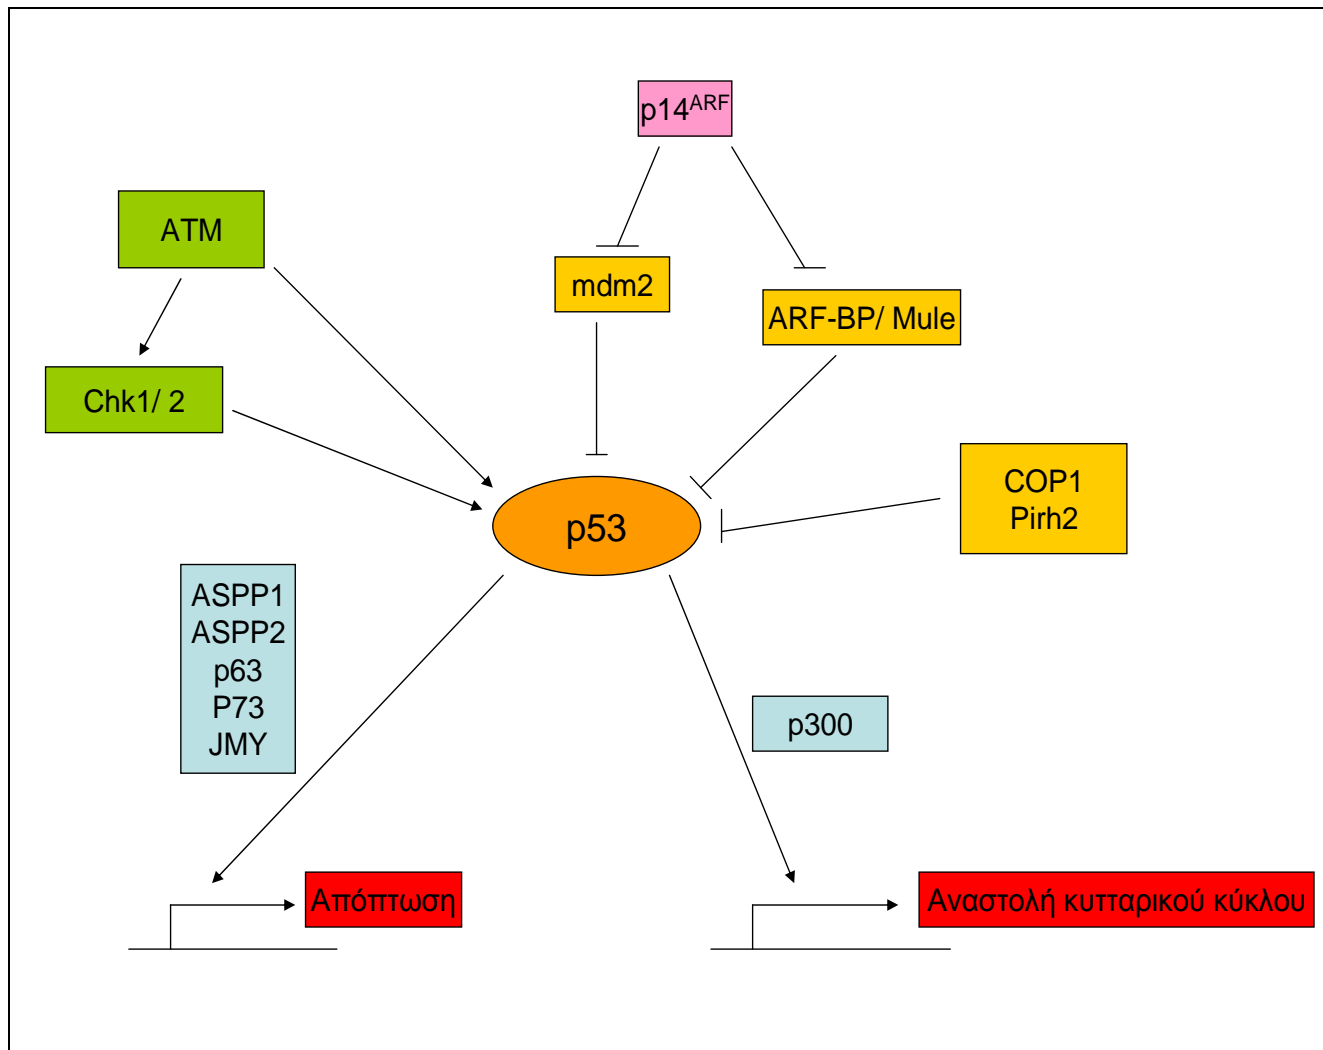 p14ARF
ATM
mdm2
ARF-BP/ Mule
Chk1/ 2
COP1
Pirh2
p53
ASPP1
ASPP2
p63
P73
JMY
p300
Απόπτωση
Αναστολή κυτταρικού κύκλου